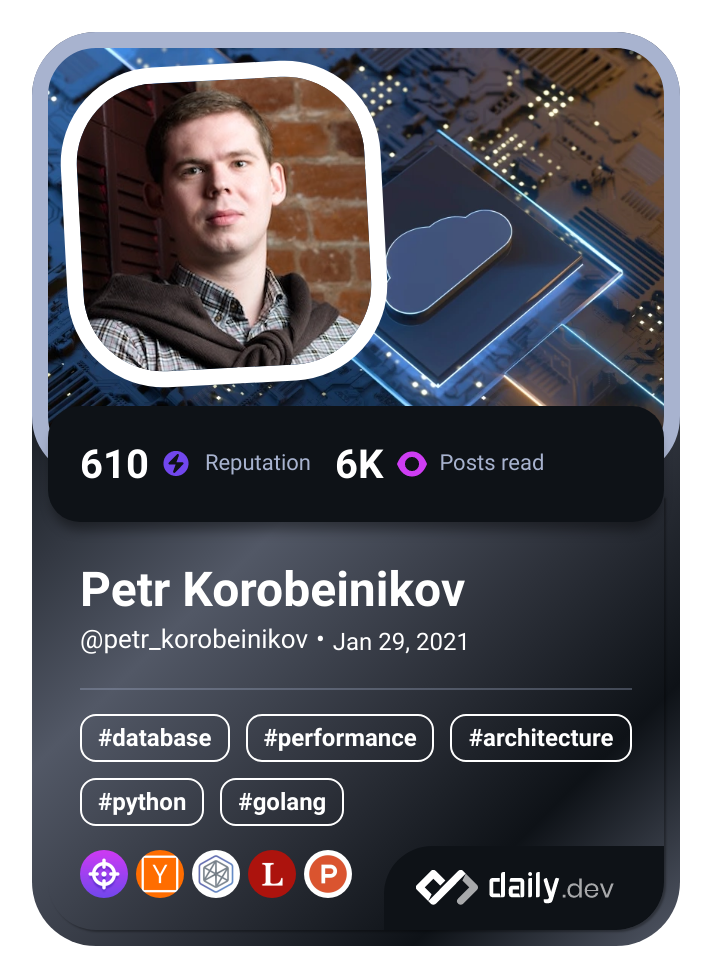 610 Reputation 6K Posts read
Petr Korobeinikov
@petr_korobeinikov • Jan 29, 2021
#database #performance #architecture
#python #golang
Y L P daily.dev